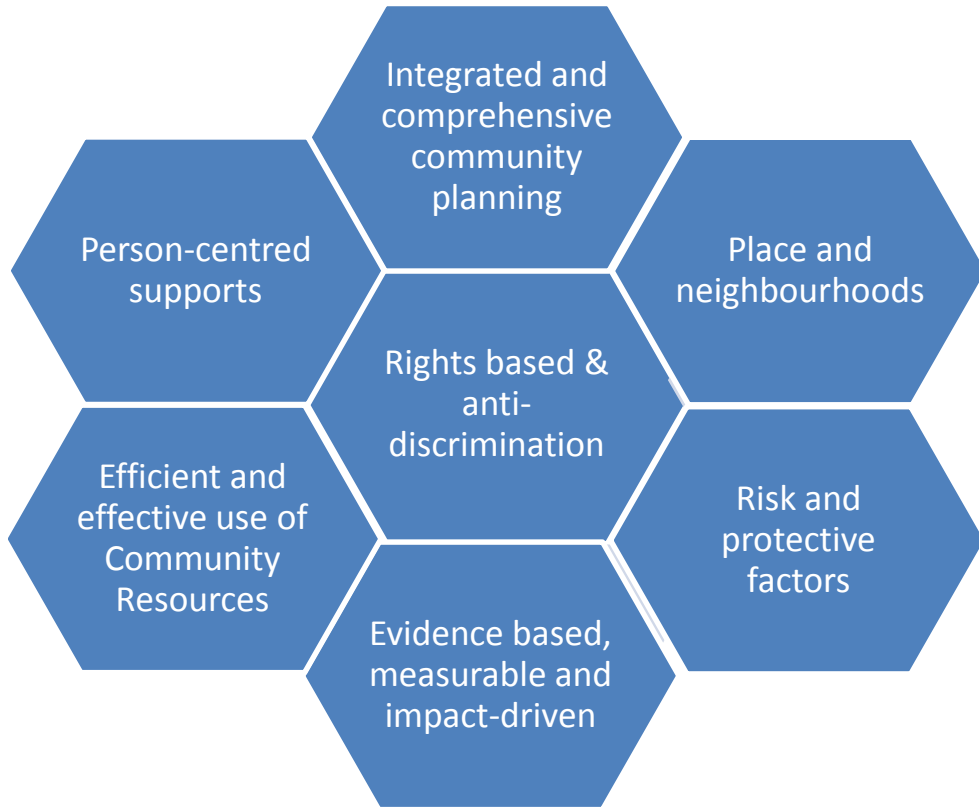 Integrated and
comprehensive
community
planning
Person-centred
supports
Place and
neighbourhoods
Rights based &
anti-
discrimination
Efficient and
effective use of
Community
Resources
Risk and
protective
factors
Evidence based,
measurable and
impact-driven